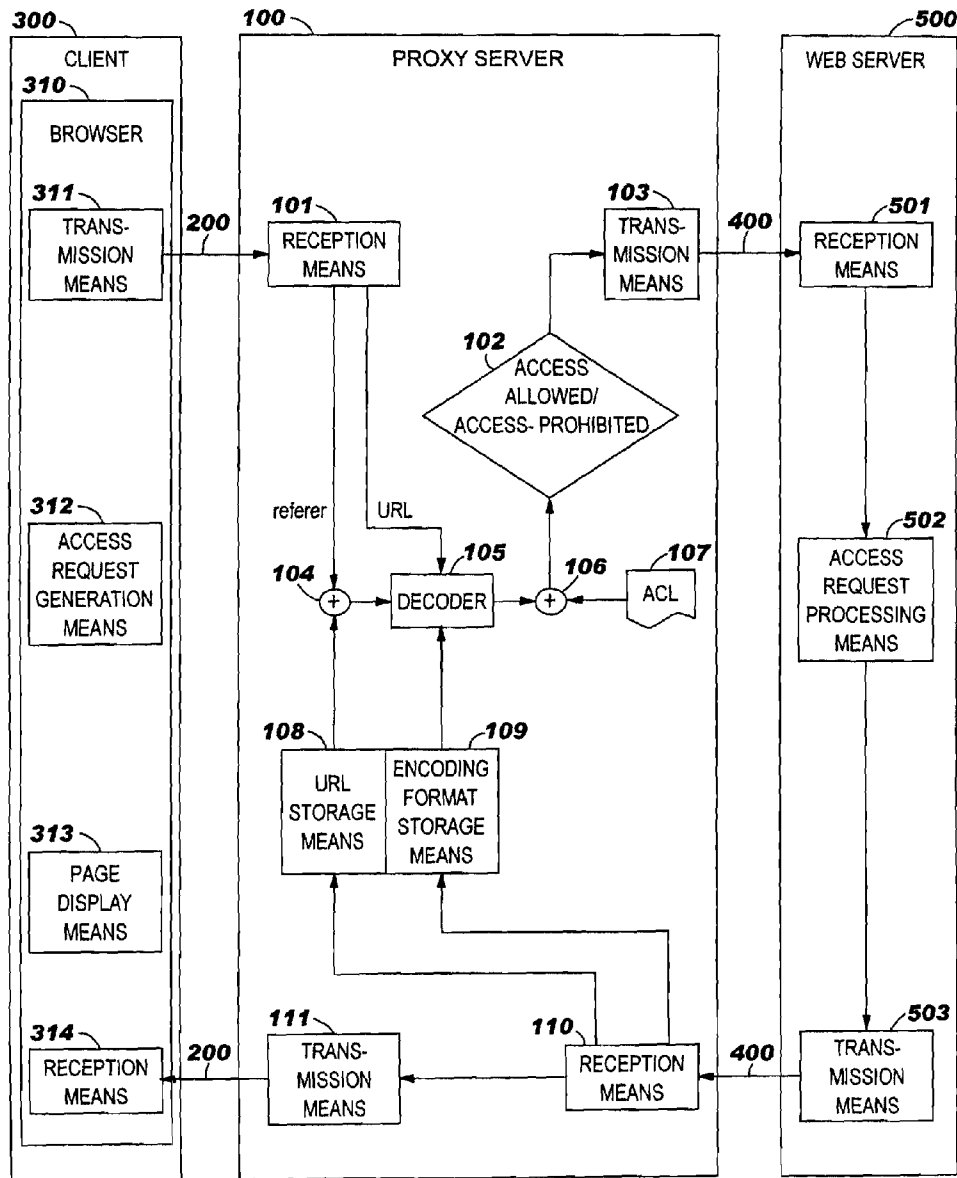 300
CLIENT
310
BROWSER
311
TRANS-
MISSION
MEANS
200
312
ACCESS
REQUEST
GENERATION
MEANS
313
PAGE
DISPLAY
MEANS
314
RECEPTION
MEANS
200
100
PROXY SERVER
101
RECEPTION
MEANS
103
TRANS-
MISSION
MEANS
400
102
ACCESS
ALLOWED/
ACCESS- PROHIBITED
referer
URL
104
+
105
DECODER
106
+
107
ACL
108
URL
STORAGE
MEANS
109
ENCODING
FORMAT
STORAGE
MEANS
111
TRANS-
MISSION
MEANS
110
RECEPTION
MEANS
400
500
WEB SERVER
501
RECEPTION
MEANS
502
ACCESS
REQUEST
PROCESSING
MEANS
503
TRANS-
MISSION
MEANS